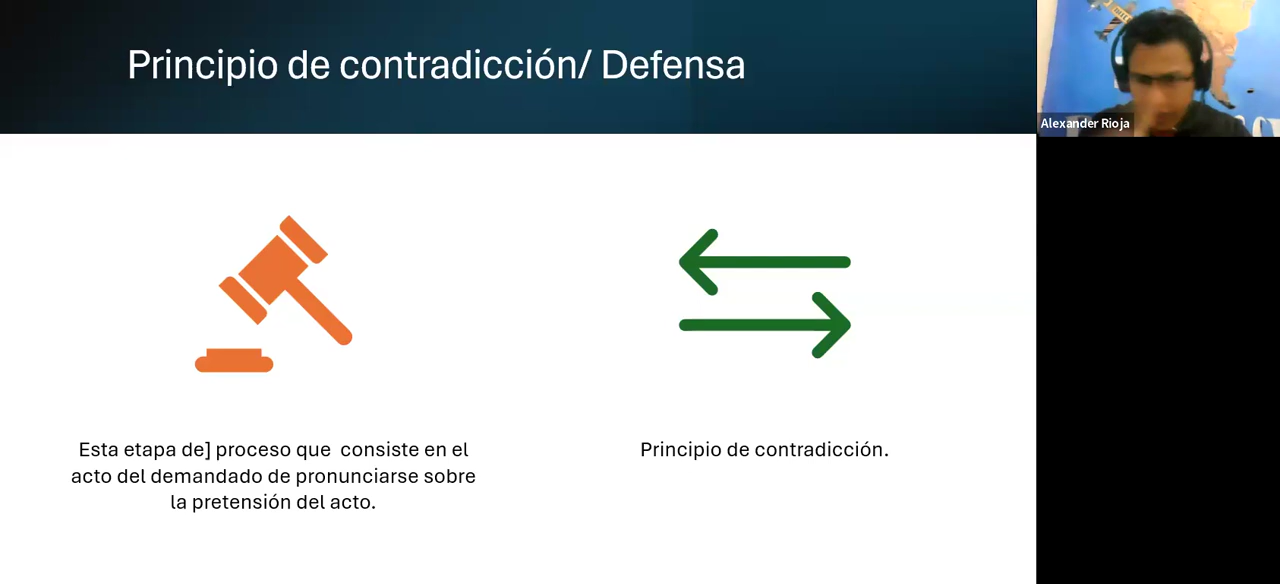 Principio de contradicción/ Defensa
Alexander Rioja
Esta etapa de] proceso que  consiste en el
acto del demandado de pronunciarse sobre
la pretensión del acto.
Principio de contradicción.